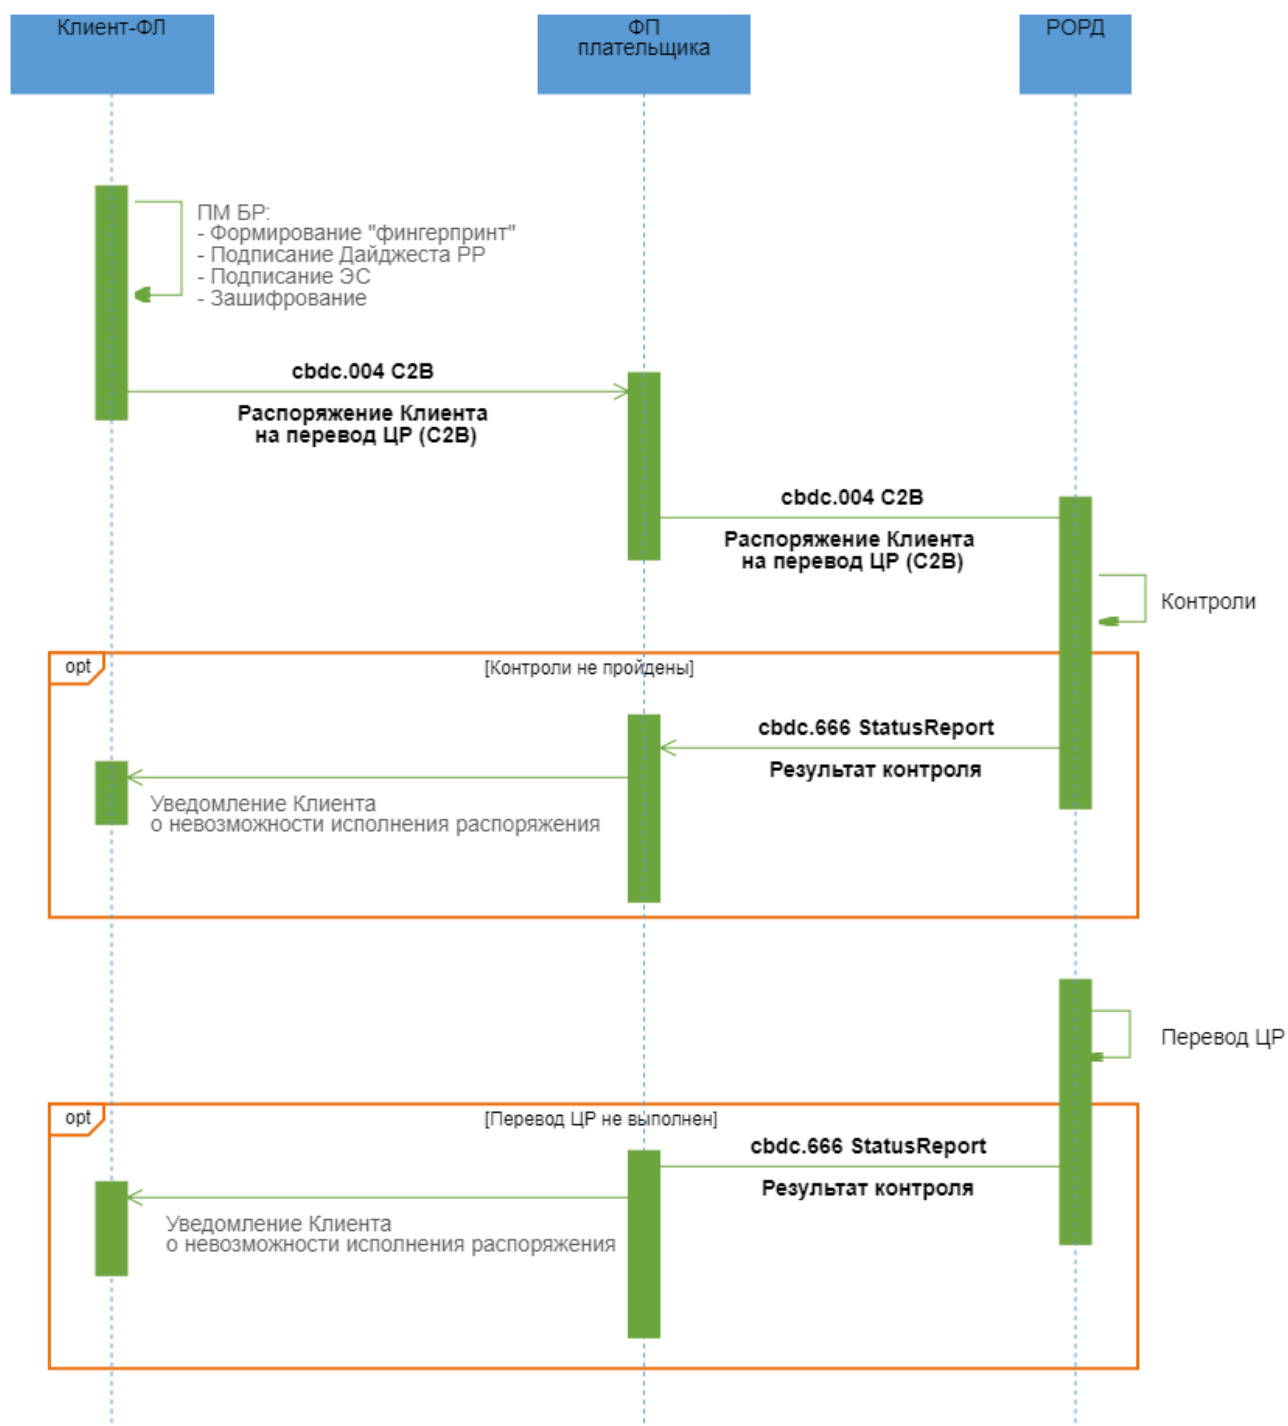 Клиент-ФЛ
ФП
плательщика
РОРД
ПМ БР:
- Формирование "фингерпринт"
- Подписание Дайджеста РР
- Подписание ЭС
- Зашифрование
cbdc.004 C2B
Распоряжение Клиента
на перевод ЦР (C2B)
cbdc.004 C2B
Распоряжение Клиента
на перевод ЦР (C2B)
Контроли
opt
[Контроли не пройдены]
cbdc.666 StatusReport
Результат контроля
Уведомление Клиента
о невозможности исполнения распоряжения
Перевод ЦР
opt
[Перевод ЦР не выполнен]
cbdc.666 StatusReport
Результат контроля
Уведомление Клиента
о невозможности исполнения распоряжения